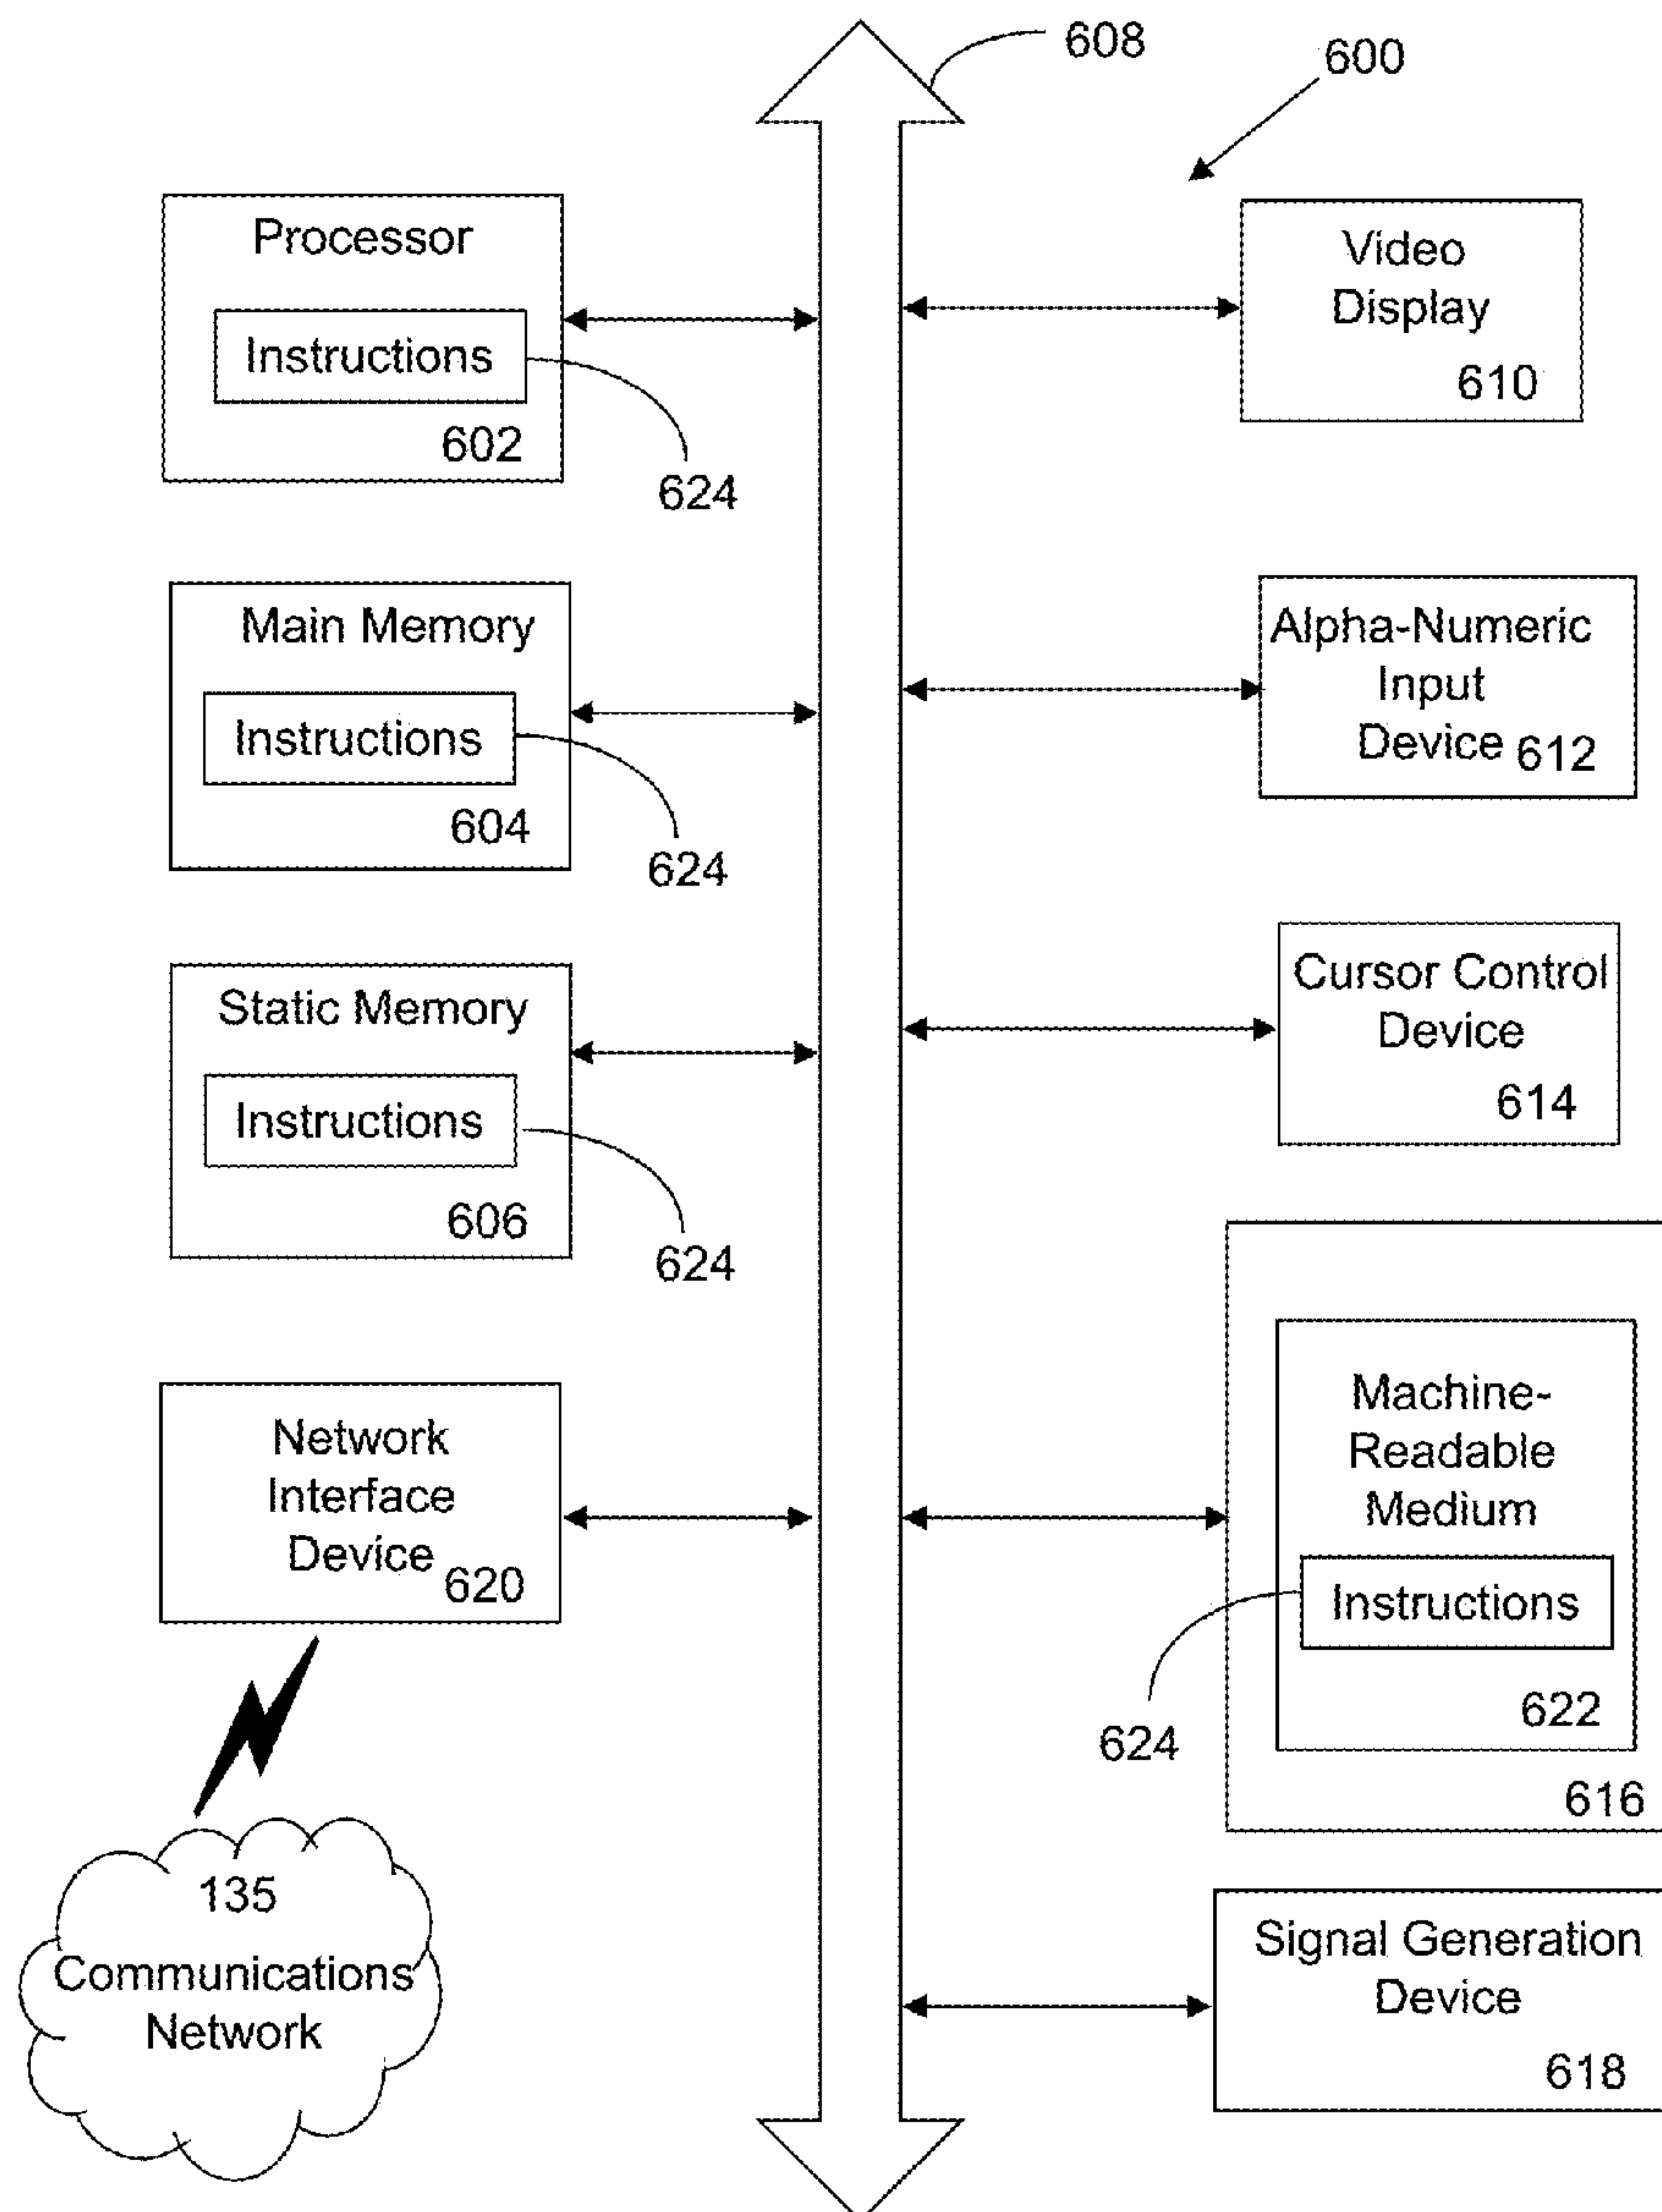 608
600
Processor
Instructions
602
624
Video
Display
610
Main Memory
Instructions
604
624
Alpha-Numeric
Input
Device 612
Static Memory
Instructions
606
624
Cursor Control
Device
614
Network
Interface
Device 620
Machine-
Readable
Medium
Instructions
622
624
616
135
Communications
Network
Signal Generation
Device
618